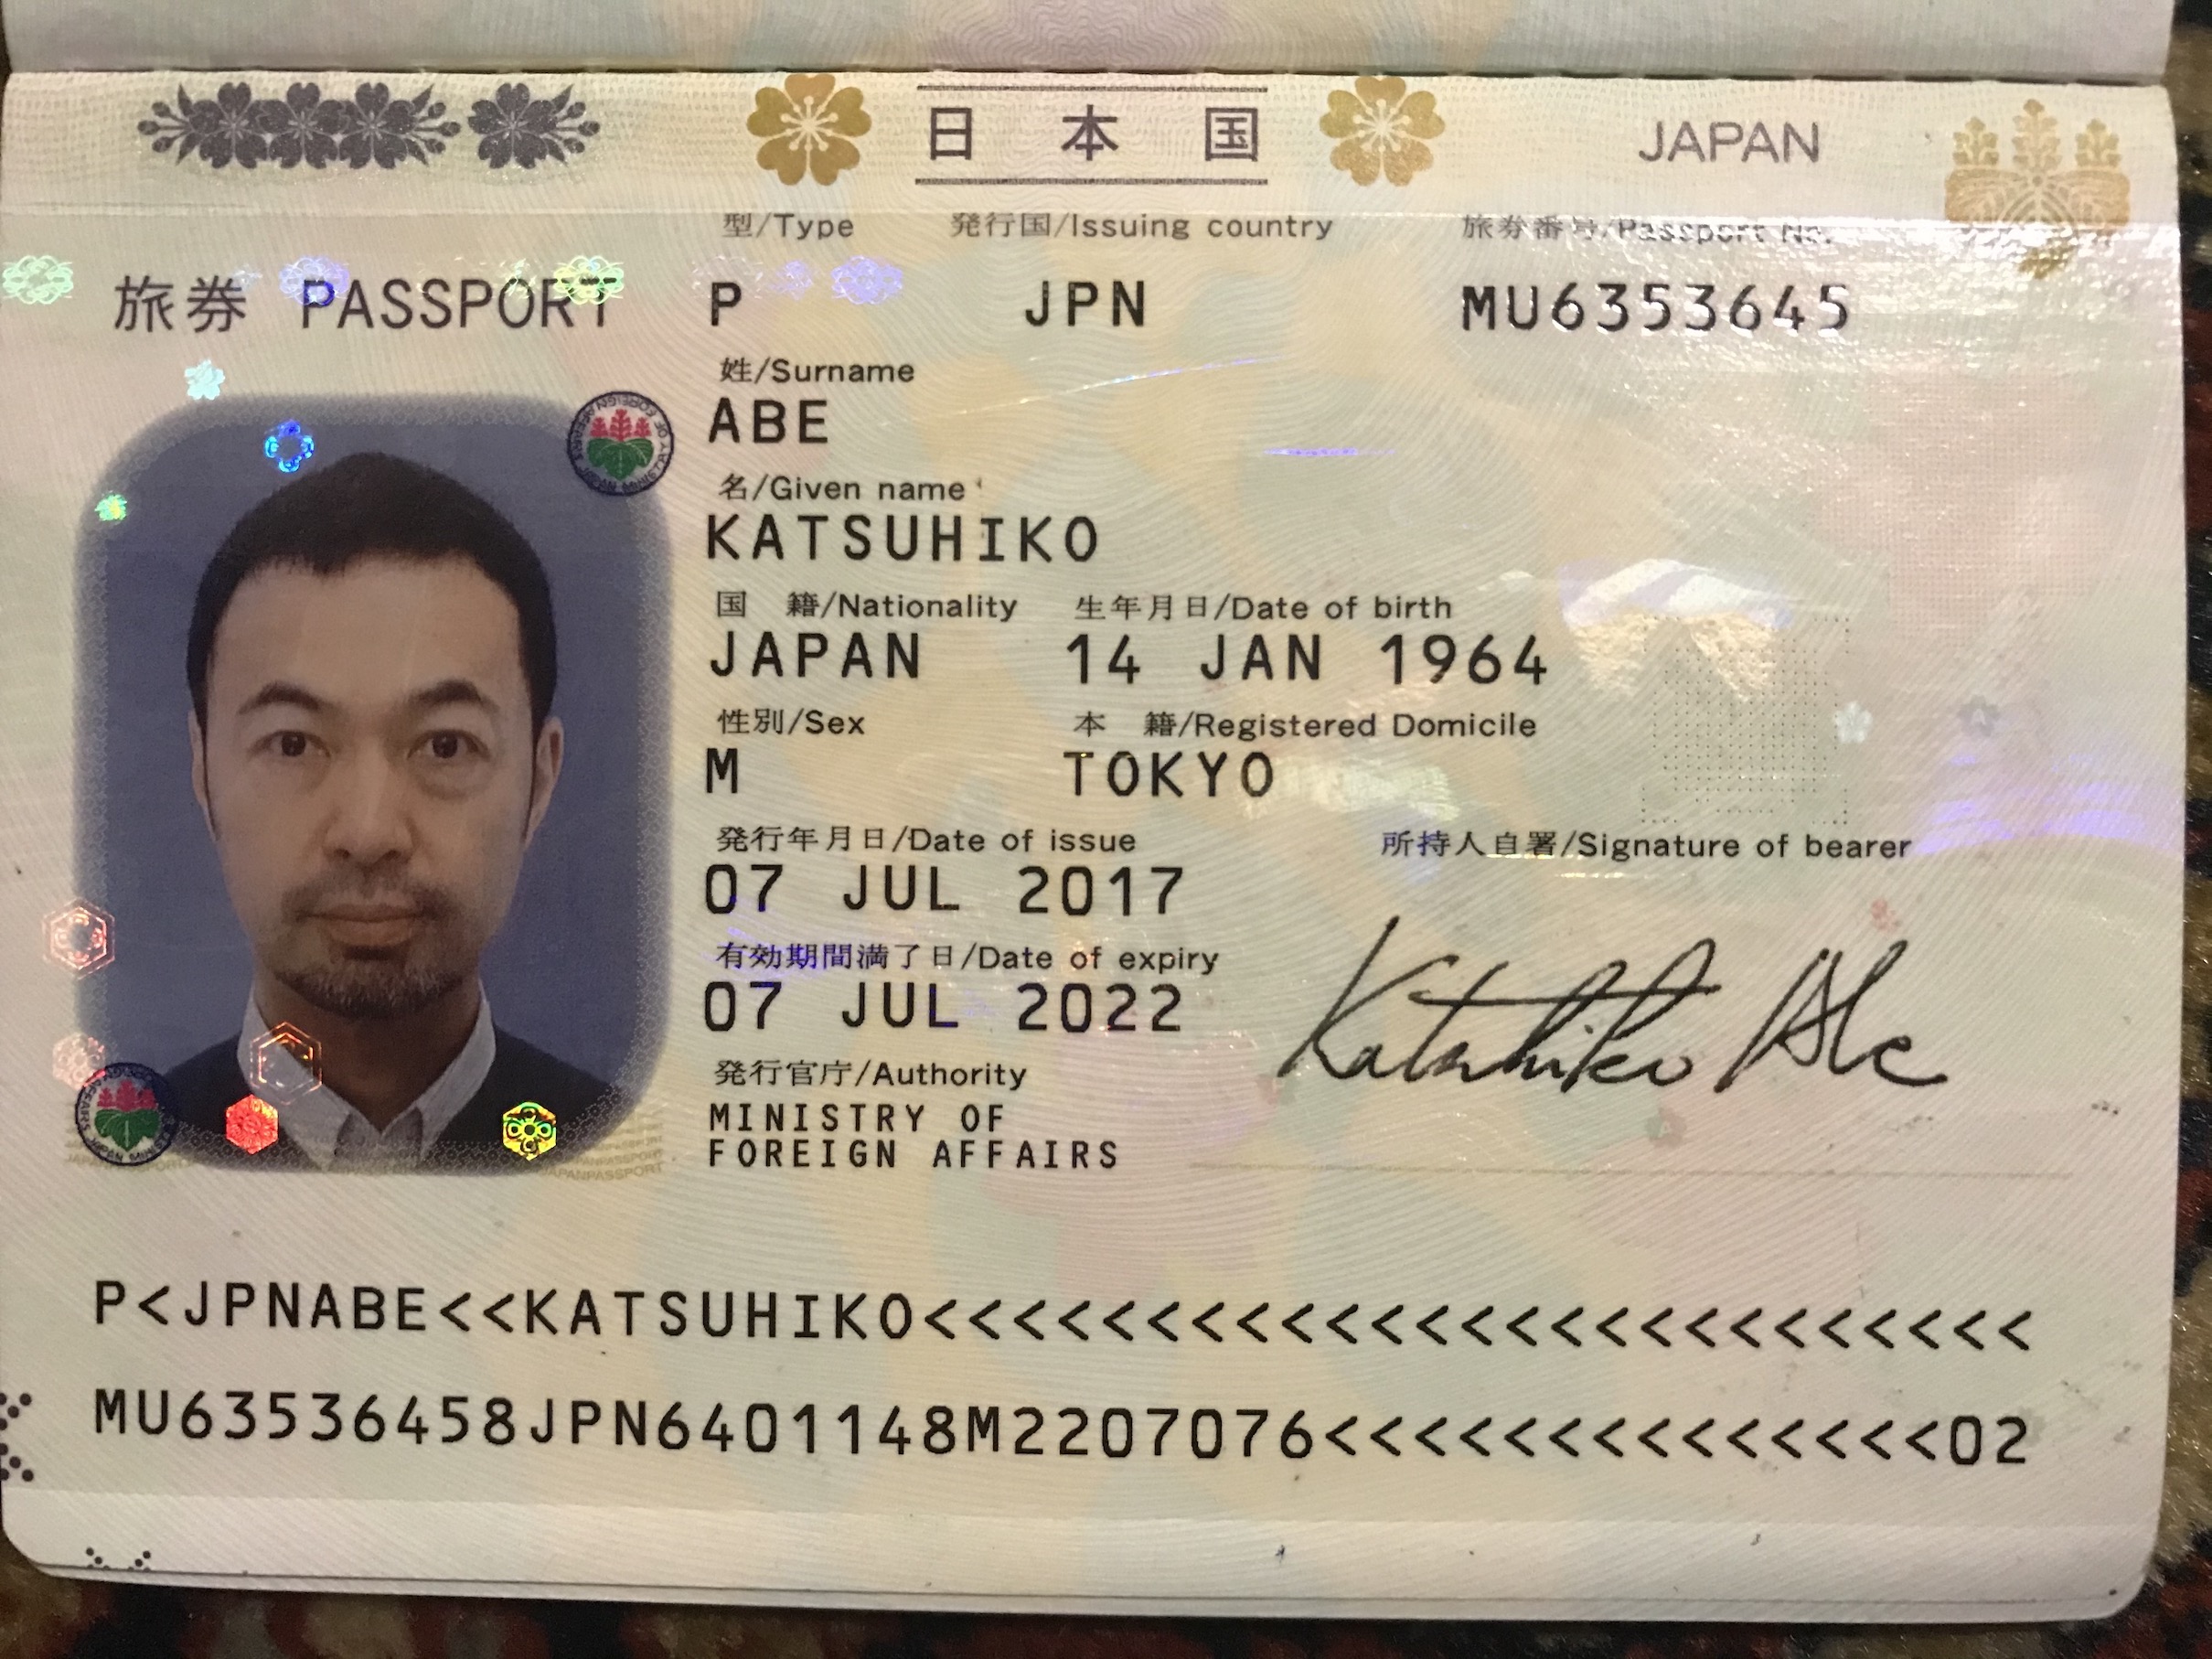 日本国 JAPAN
型/Type 発行国/Issuing country 旅券番号/Passport No.
旅券 PASSPORT P JPN MU6353645
姓/Surname
ABE
名/Given name
KATSUHIKO
国 籍/Nationality 生年月日/Date of birth
JAPAN 14 JAN 1964
性別/Sex 本 籍/Registered Domicile
M TOKYO
発行年月日/Date of issue 所持人自署/Signature of bearer
07 JUL 2017
有効期間満了日/Date of expiry
07 JUL 2022
Katsuhiko Abe
発行官庁/Authority
MINISTRY OF
FOREIGN AFFAIRS
P<JPNABE<<KATSUHIKO<<<<<<<<<<<<<<<<<<<<<<<<<
MU63536458JPN6401148M2207076<<<<<<<<<<<<<<02